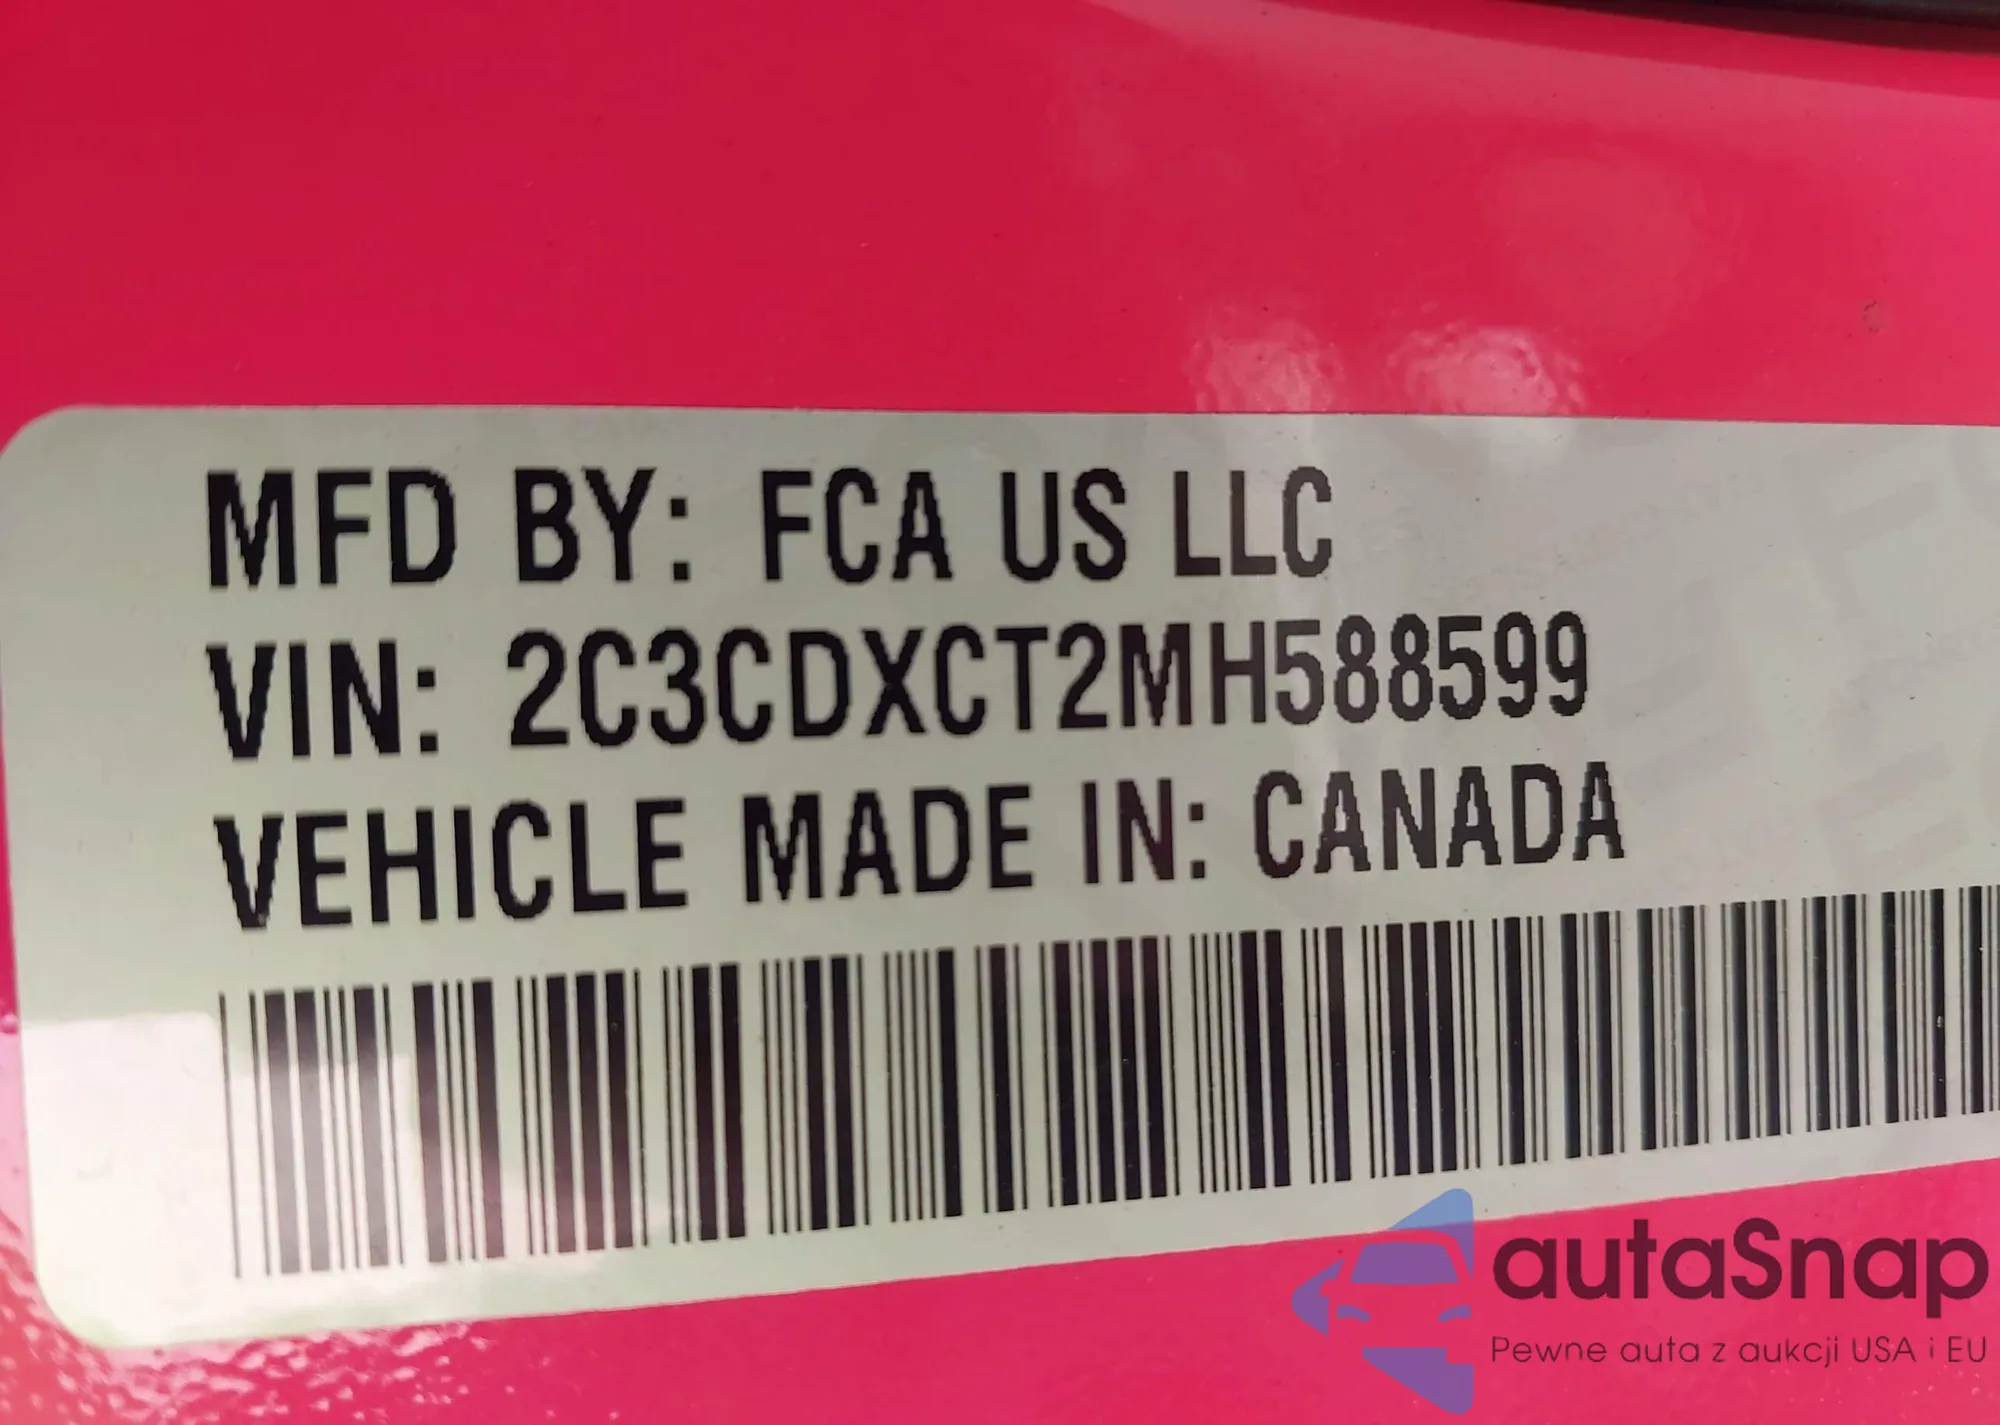 MFD BY: FCA US LLC
VIN: 2C3CDXCT2MH588599
VEHICLE MADE IN: CANADA
autaSnap
Pewne auta z aukcji USA i EU